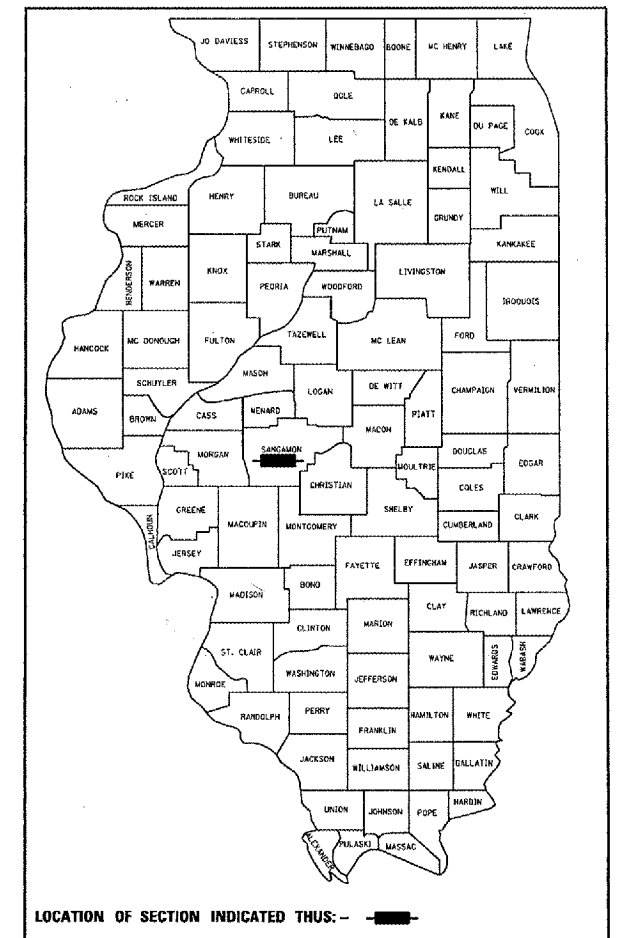 JO DAVIESS STEPHENSON WINNEBAGO BOONE MC HENRY LAKE
CARROLL OGLE DE KALB KANE DU PAGE COOK
WHITESIDE LEE KENDALL WILL
ROCK ISLAND HENRY BUREAU LA SALLE GRUNDY
MERCER PUTNAM
STARK MARSHALL KANKAKEE
HENDERSON WARREN KNOX PEORIA WOODFORD LIVINGSTON IROQUOIS
HANCOCK MC DONOUGH FULTON TAZEWELL MC LEAN FORD
SCHUYLER MASON LOGAN DE WITT CHAMPAIGN VERMILION
ADAMS BROWN CASS MENARD MACON PIATT
PIKE SCOTT MORGAN SANGAMON MOULTRIE DOUGLAS EDGAR
CHRISTIAN COLES
CALHOUN GREENE MACOUPIN MONTGOMERY SHELBY CUMBERLAND CLARK
JERSEY
MADISON BOND FAYETTE EFFINGHAM JASPER CRAWFORD
CLINTON MARION CLAY RICHLAND LAWRENCE
ST. CLAIR WASHINGTON JEFFERSON WAYNE EDWARDS WABASH
MONROE
RANDOLPH PERRY FRANKLIN HAMILTON WHITE
JACKSON WILLIAMSON SALINE GALLATIN
UNION JOHNSON POPE HARDIN
ALEXANDER PULASKI MASSAC
LOCATION OF SECTION INDICATED THUS:-